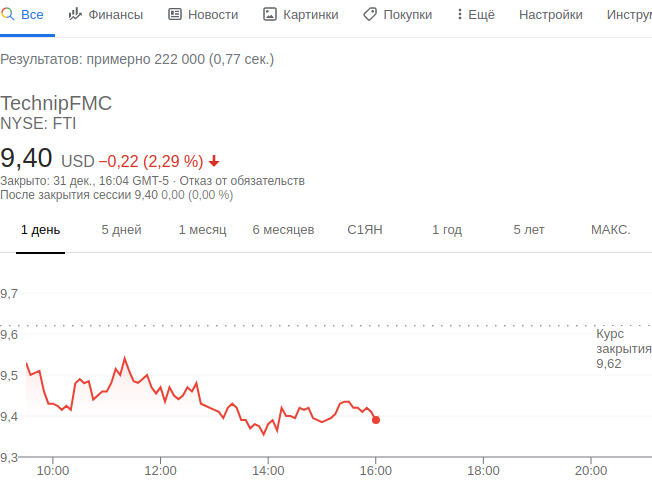 Все Финансы Новости Картинки Покупки Ещё Настройки Инстру
Результатов: примерно 222 000 (0,77 сек.)
TechnipFMC
NYSE: FTI
9,40 USD −0,22 (2,29 %)
Закрыто: 31 дек., 16:04 GMT-5 · Отказ от обязательств
После закрытия сессии 9,40 0,00 (0,00 %)
1 день 5 дней 1 месяц 6 месяцев С1ЯН 1 год 5 лет МАКС.
9,7
9,6
Курс
закрытия
9,62
9,5
9,4
9,3
10:00 12:00 14:00 16:00 18:00 20:00